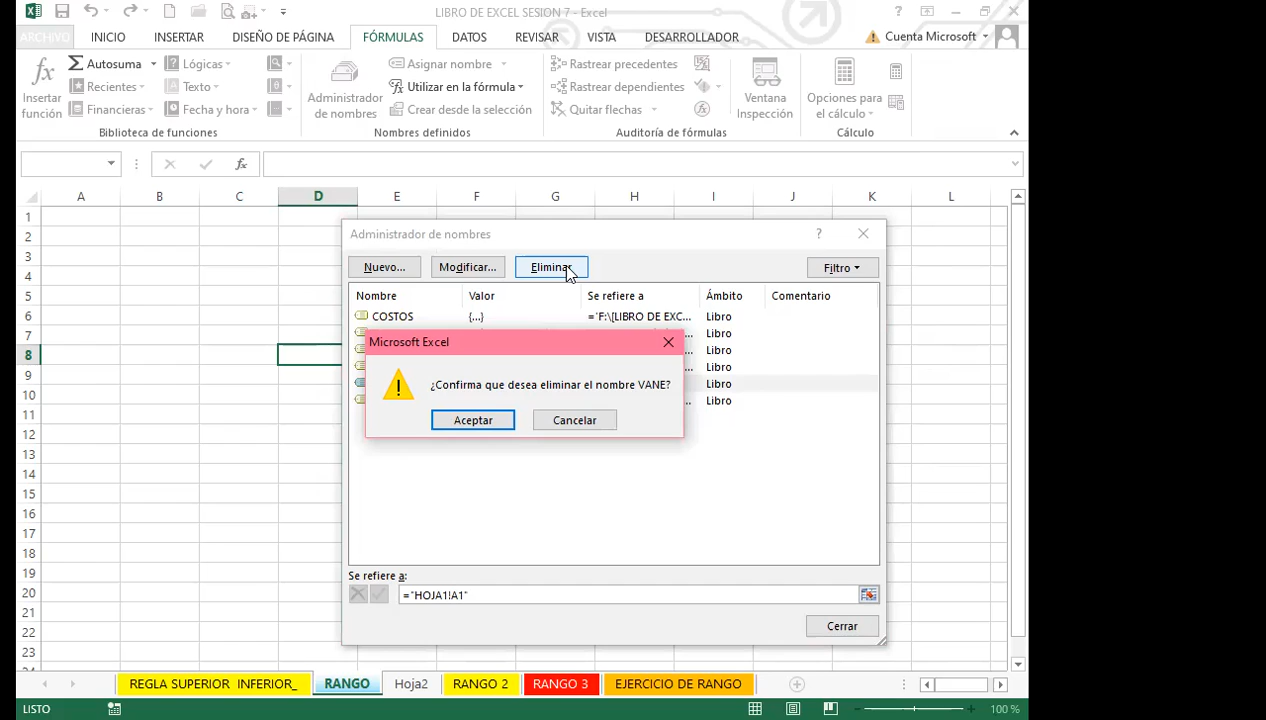 LIBRO DE EXCEL SESION 7 - Excel
ARCHIVO INICIO INSERTAR DISEÑO DE PÁGINA FÓRMULAS DATOS REVISAR VISTA DESARROLLADOR Cuenta Microsoft
fx Insertar función
Σ Autosuma
Recientes
Financieras
Lógicas
Texto
Fecha y hora
Biblioteca de funciones
Administrador de nombres
Asignar nombre
Utilizar en la fórmula
Crear desde la selección
Nombres definidos
Rastrear precedentes
Rastrear dependientes
Quitar flechas
Auditoría de fórmulas
Ventana Inspección
Opciones para el cálculo
Cálculo
fx
A B C D E F G H I J K L
1
2
3
4
5
6
7
8
9
10
11
12
13
14
15
16
17
18
19
20
21
22
23
Administrador de nombres ?
Nuevo... Modificar... Eliminar Filtro
Nombre Valor Se refiere a Ámbito Comentario
COSTOS {...} ='F:\[LIBRO DE EXC... Libro
... Libro
... Libro
... Libro
Libro
... Libro
Microsoft Excel
¿Confirma que desea eliminar el nombre VANE?
Aceptar Cancelar
Se refiere a:
="HOJA1!A1"
Cerrar
REGLA SUPERIOR INFERIOR_ RANGO Hoja2 RANGO 2 RANGO 3 EJERCICIO DE RANGO
LISTO 100 %